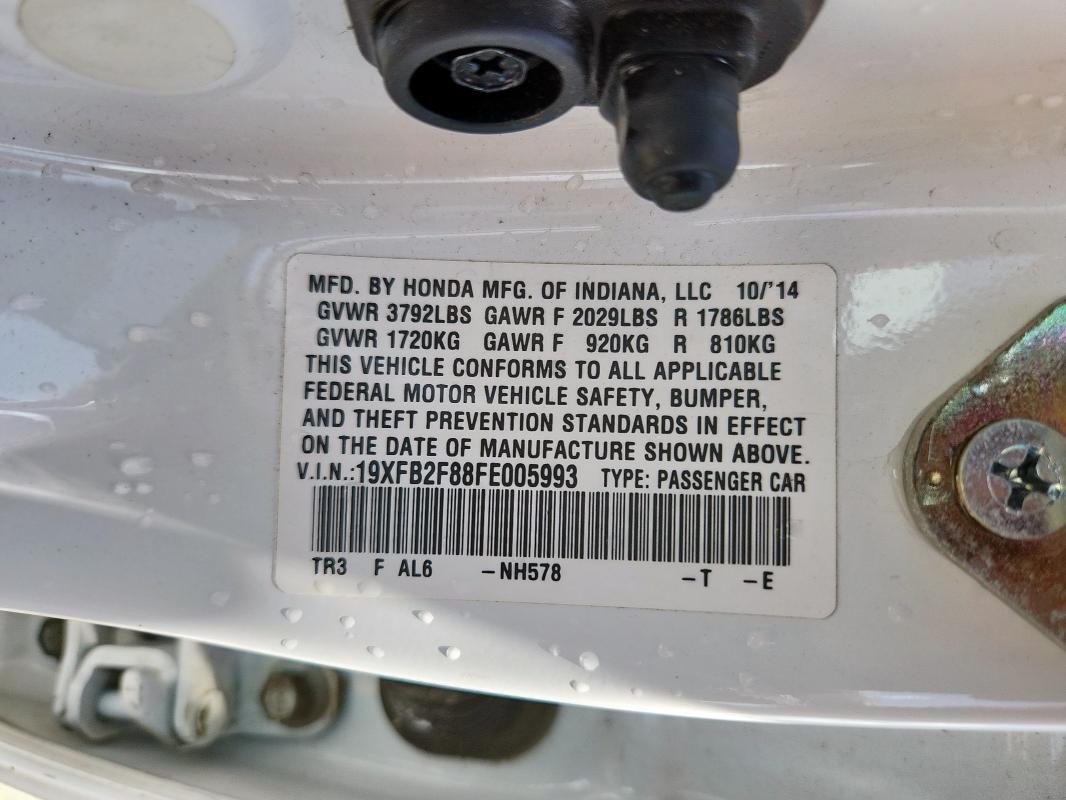 MFD. BY HONDA MFG. OF INDIANA, LLC 10/'14
GVWR 3792LBS GAWR F 2029LBS R 1786LBS
GVWR 1720KG GAWR F 920KG R 810KG
THIS VEHICLE CONFORMS TO ALL APPLICABLE
FEDERAL MOTOR VEHICLE SAFETY, BUMPER,
AND THEFT PREVENTION STANDARDS IN EFFECT
ON THE DATE OF MANUFACTURE SHOWN ABOVE.
V.I.N.:19XFB2F88FE005993 TYPE: PASSENGER CAR
TR3 F AL6 -NH578 -T -E